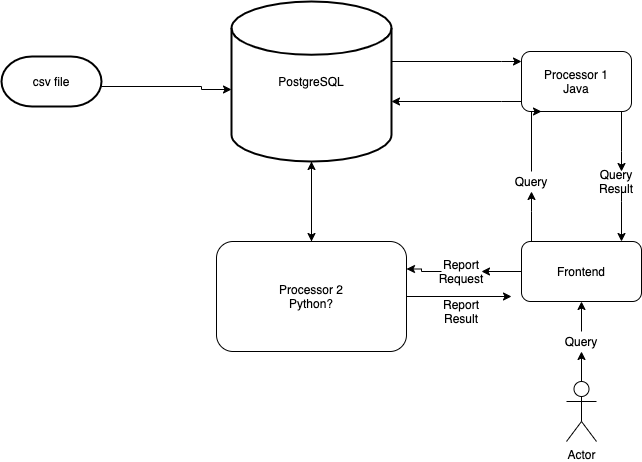 csv file
PostgreSQL
Processor 1
Java
Query
Query
Result
Processor 2
Python?
Report
Request
Report
Result
Frontend
Query
Actor